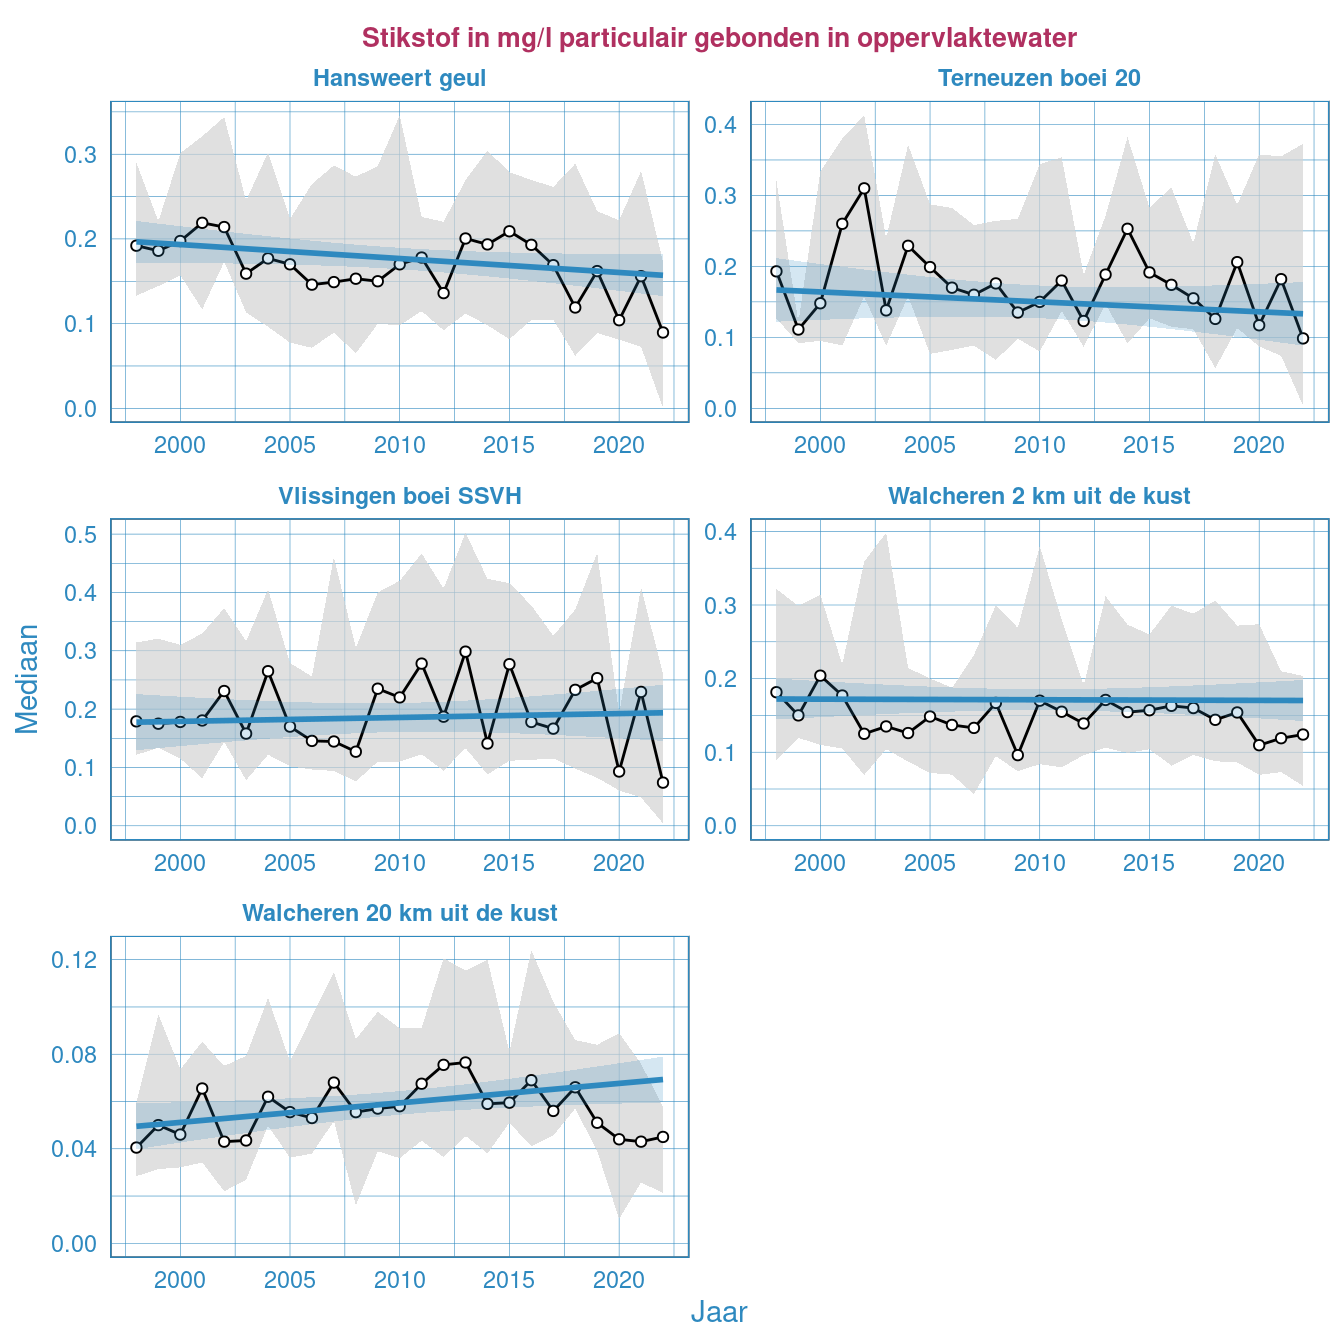 Stikstof in mg/l particulair gebonden in oppervlaktewater
Hansweert geul
Terneuzen boei 20
0.3
0.2
0.1
0.0
2000 2005 2010 2015 2020
0.4
0.3
0.2
0.1
0.0
2000 2005 2010 2015 2020
Mediaan
Vlissingen boei SSVH
Walcheren 2 km uit de kust
0.5
0.4
0.3
0.2
0.1
0.0
2000 2005 2010 2015 2020
0.4
0.3
0.2
0.1
0.0
2000 2005 2010 2015 2020
Walcheren 20 km uit de kust
0.12
0.08
0.04
0.00
2000 2005 2010 2015 2020
Jaar